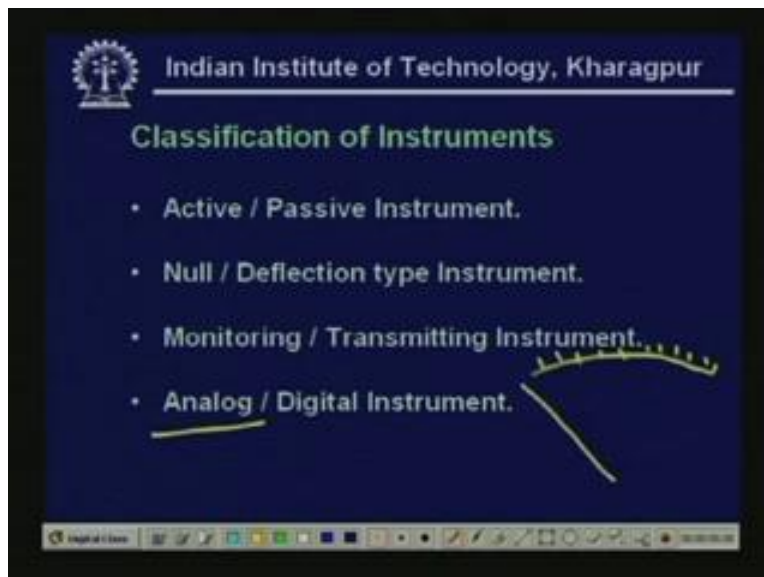 Indian Institute of Technology, Kharagpur
Classification of Instruments
• Active / Passive Instrument.
• Null / Deflection type Instrument.
• Monitoring / Transmitting Instrument.
• Analog / Digital Instrument.